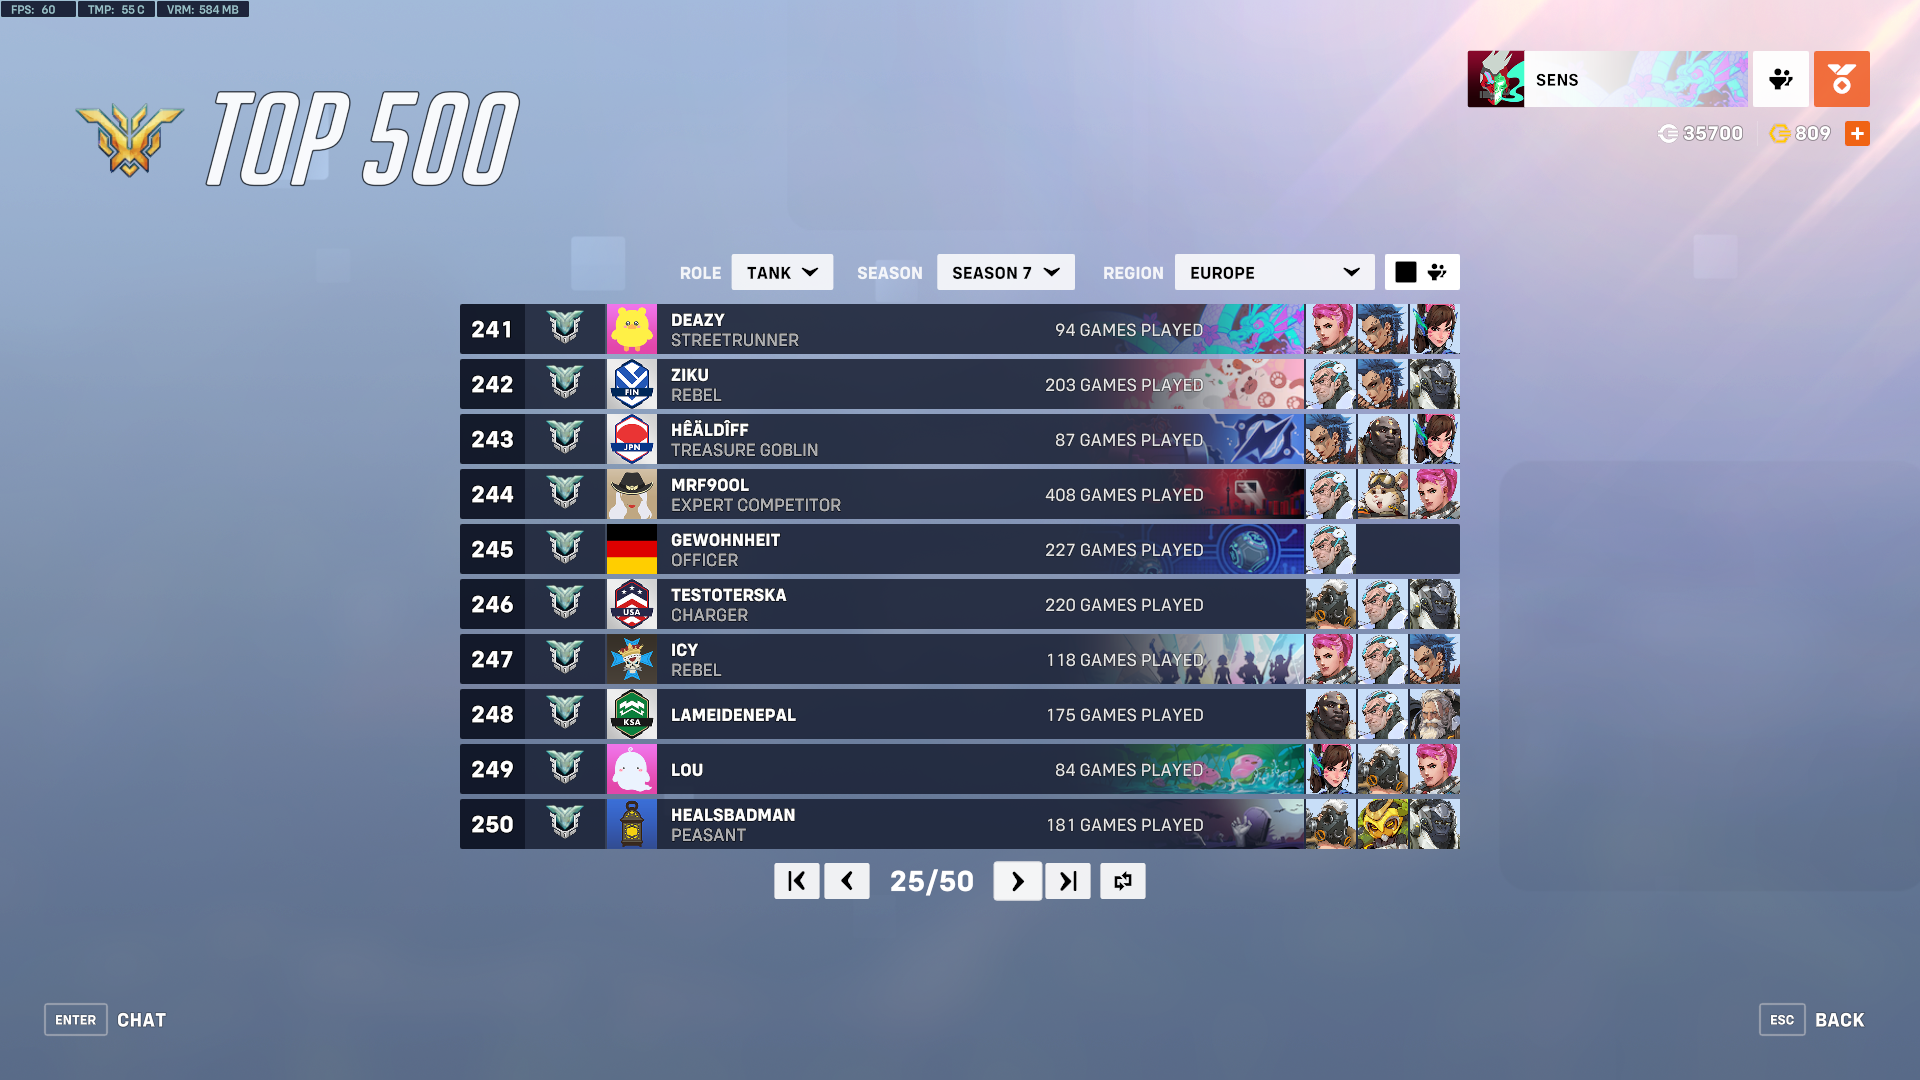 FPS: 60 TMP: 55 C VRM: 584 MB
TOP 500
SENS
35700 809
ROLE TANK SEASON SEASON 7 REGION EUROPE
241 DEAZY STREETRUNNER 94 GAMES PLAYED
242 FIN ZIKU REBEL 203 GAMES PLAYED
243 JPN HÊÄLDÎFF TREASURE GOBLIN 87 GAMES PLAYED
244 MRF9OOL EXPERT COMPETITOR 408 GAMES PLAYED
245 GEWOHNHEIT OFFICER 227 GAMES PLAYED
246 USA TESTOTERSKA CHARGER 220 GAMES PLAYED
247 ICY REBEL 118 GAMES PLAYED
248 KSA LAMEIDENEPAL 175 GAMES PLAYED
249 LOU 84 GAMES PLAYED
250 HEALSBADMAN PEASANT 181 GAMES PLAYED
25/50
ENTER CHAT
ESC BACK